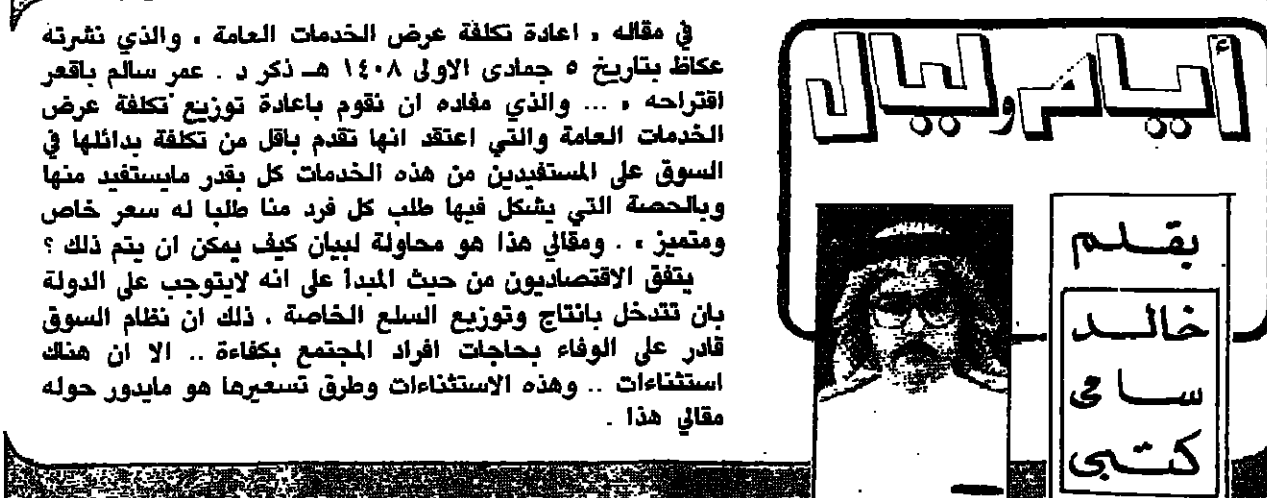 أيام وليال
بقلم
خالد
سامي
كتبي
في مقاله « اعادة تكلفة عرض الخدمات العامة » والذي نشرته
عكاظ بتاريخ ٥ جمادى الاولى ١٤٠٨ هـ ذكر د . عمر سالم باقعر
اقتراحه « ... والذي مفاده ان نقوم باعادة توزيع تكلفة عرض
الخدمات العامة والتي اعتقد انها تقدم باقل من تكلفة بدائلها في
السوق على المستفيدين من هذه الخدمات كل بقدر مايستفيد منها
وبالحصة التي يشكل فيها طلب كل فرد منا طلبا له سعر خاص
ومتميز » . ومقالي هذا هو محاولة لبيان كيف يمكن ان يتم ذلك ؟
يتفق الاقتصاديون من حيث المبدا على انه لايتوجب على الدولة
بان تتدخل بانتاج وتوزيع السلع الخاصة ، ذلك ان نظام السوق
قادر على الوفاء بحاجات افراد المجتمع بكفاءة .. الا ان هناك
استثناءات .. وهذه الاستثناءات وطرق تسعيرها هو مايدور حوله
مقالي هذا .